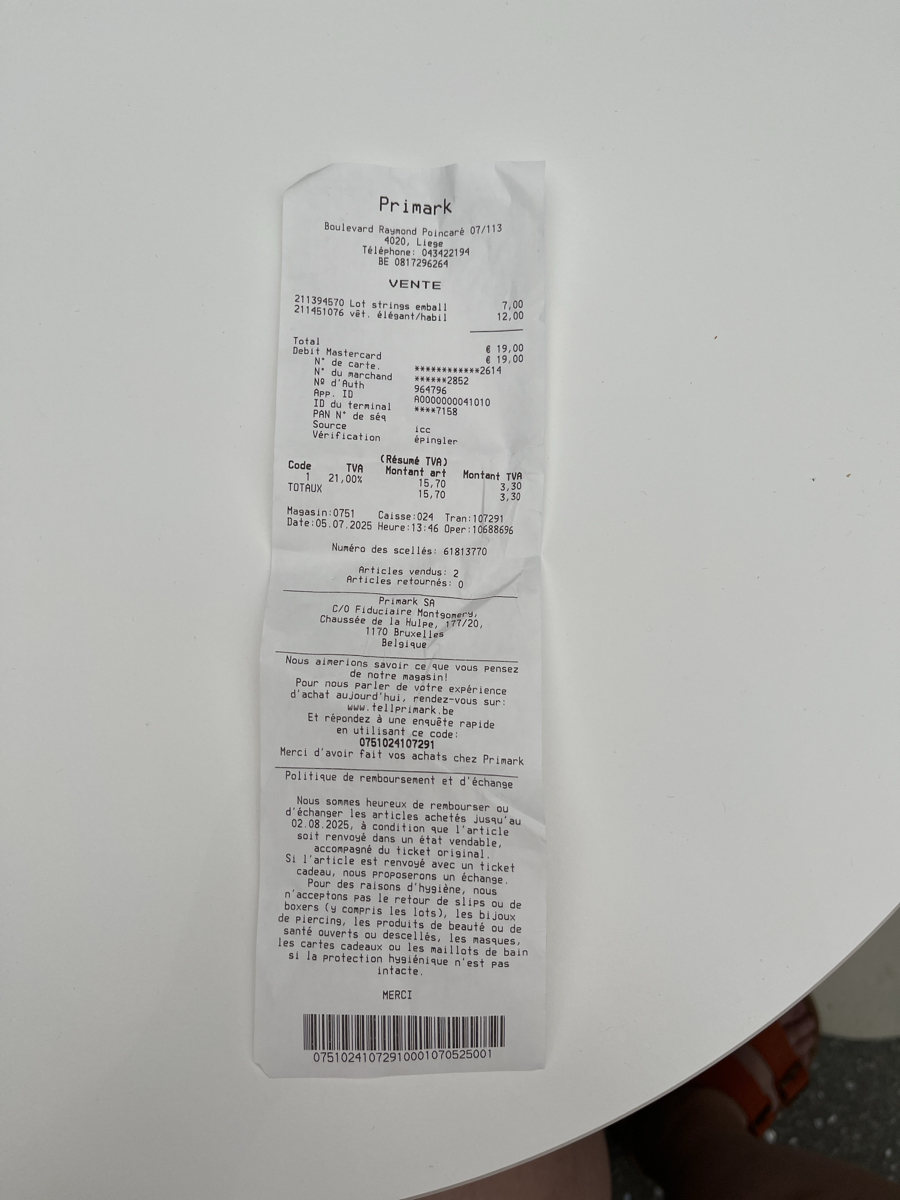 Primark
Boulevard Raymond Poincaré 07/113
4020, Liege
Téléphone: 043422194
BE 0817296264
VENTE
211394570 Lot strings emball 7,00
211451076 vêt. élégant/habil 12,00
Total € 19,00
Debit Mastercard € 19,00
N° de carte. ************2614
N° du marchand ******2852
Nº d'Auth 964796
App. ID A0000000041010
ID du terminal ****7158
PAN N° de séq
Source icc
Vérification épingler
(Résumé TVA)
Code TVA Montant art Montant TVA
1 21,00% 15,70 3,30
TOTAUX 15,70 3,30
Magasin:0751 Caisse:024 Tran:107291
Date:05.07.2025 Heure:13:46 Oper:10688696
Numéro des scellés: 61813770
Articles vendus: 2
Articles retournés: 0
Primark SA
C/O Fiduciaire Montgomery,
Chaussée de la Hulpe, 177/20,
1170 Bruxelles
Belgique
Nous aimerions savoir ce que vous pensez
de notre magasin!
Pour nous parler de votre expérience
d'achat aujourd'hui, rendez-vous sur:
www.tellprimark.be
Et répondez à une enquête rapide
en utilisant ce code:
0751024107291
Merci d'avoir fait vos achats chez Primark
Politique de remboursement et d'échange
Nous sommes heureux de rembourser ou
d'échanger les articles achetés jusqu'au
02.08.2025, à condition que l'article
soit renvoyé dans un état vendable,
accompagné du ticket original.
Si l'article est renvoyé avec un ticket
cadeau, nous proposerons un échange.
Pour des raisons d'hygiène, nous
n'acceptons pas le retour de slips ou de
boxers (y compris les lots), les bijoux
de piercing, les produits de beauté ou de
santé ouverts ou descellés, les masques,
les cartes cadeaux ou les maillots de bain
si la protection hygiénique n'est pas
intacte.
MERCI
07510241072910001070525001